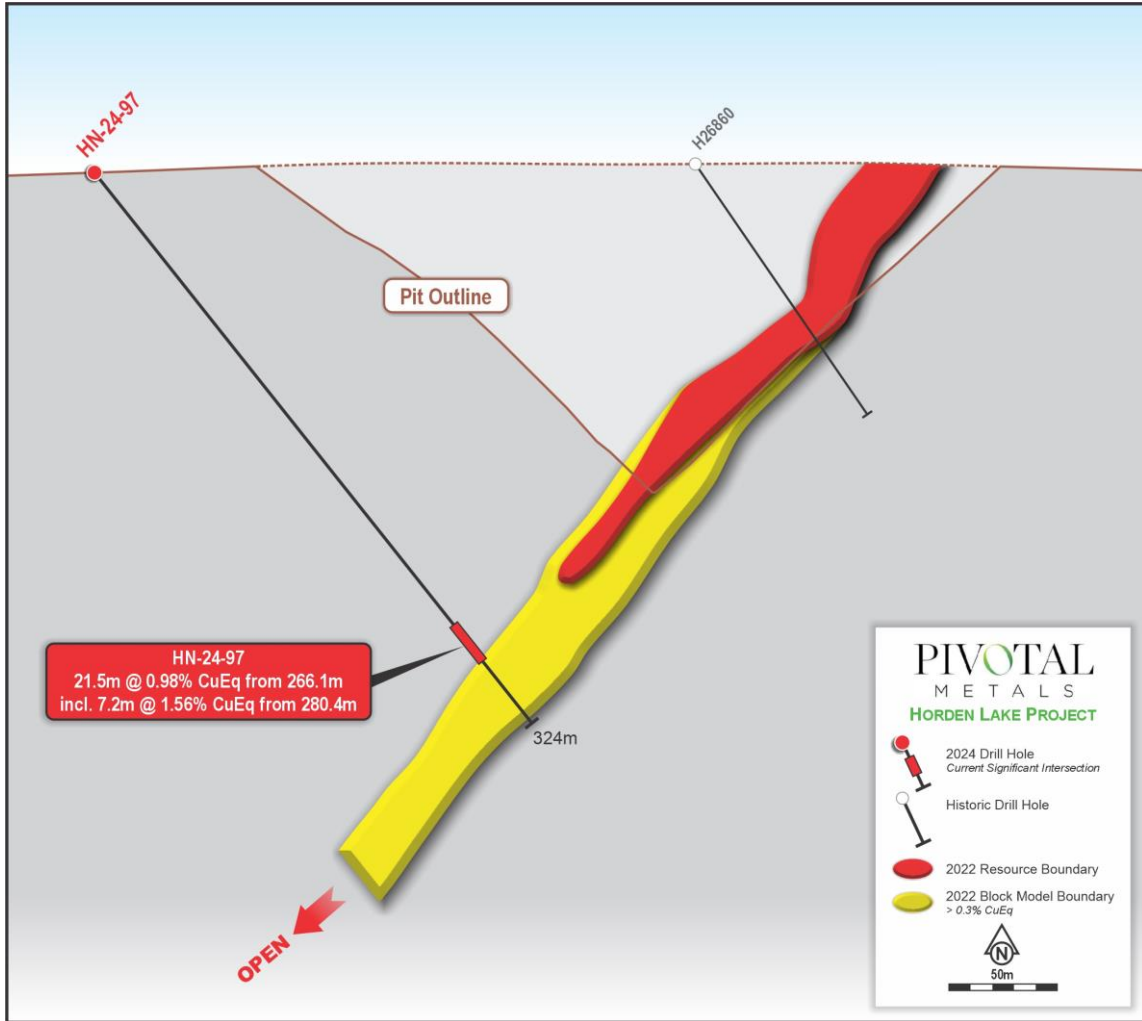 HN-24-97
H26860
Pit Outline
HN-24-97
21.5m @ 0.98% CuEq from 266.1m
incl. 7.2m @ 1.56% CuEq from 280.4m
324m
OPEN
PIVOTAL
METALS
HORDEN LAKE PROJECT
2024 Drill Hole
Current Significant Intersection
Historic Drill Hole
2022 Resource Boundary
2022 Block Model Boundary
> 0.3% CuEq
N
50m